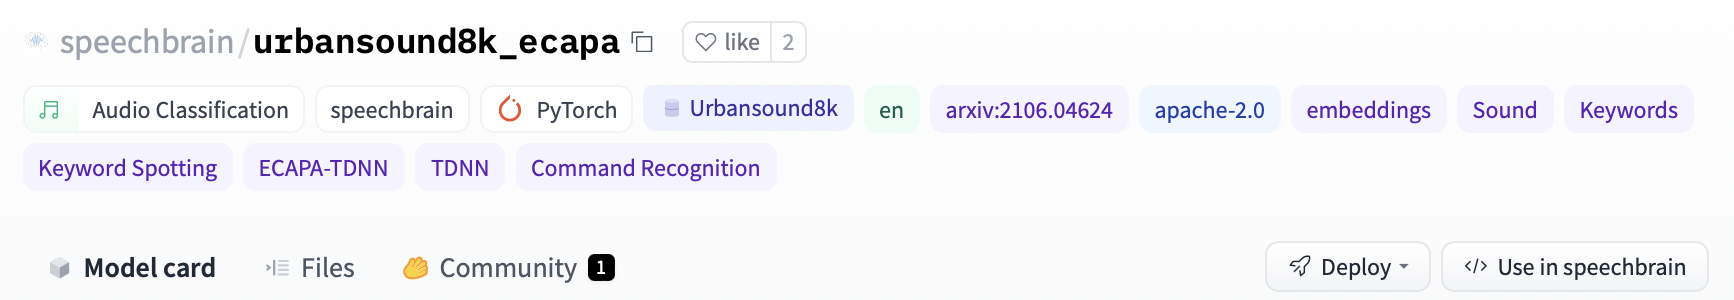 speechbrain/urbansound8k_ecapa like 2
Audio Classification speechbrain PyTorch Urbansound8k en arxiv:2106.04624 apache-2.0 embeddings Sound Keywords
Keyword Spotting ECAPA-TDNN TDNN Command Recognition
Model card Files Community 1 Deploy </> Use in speechbrain